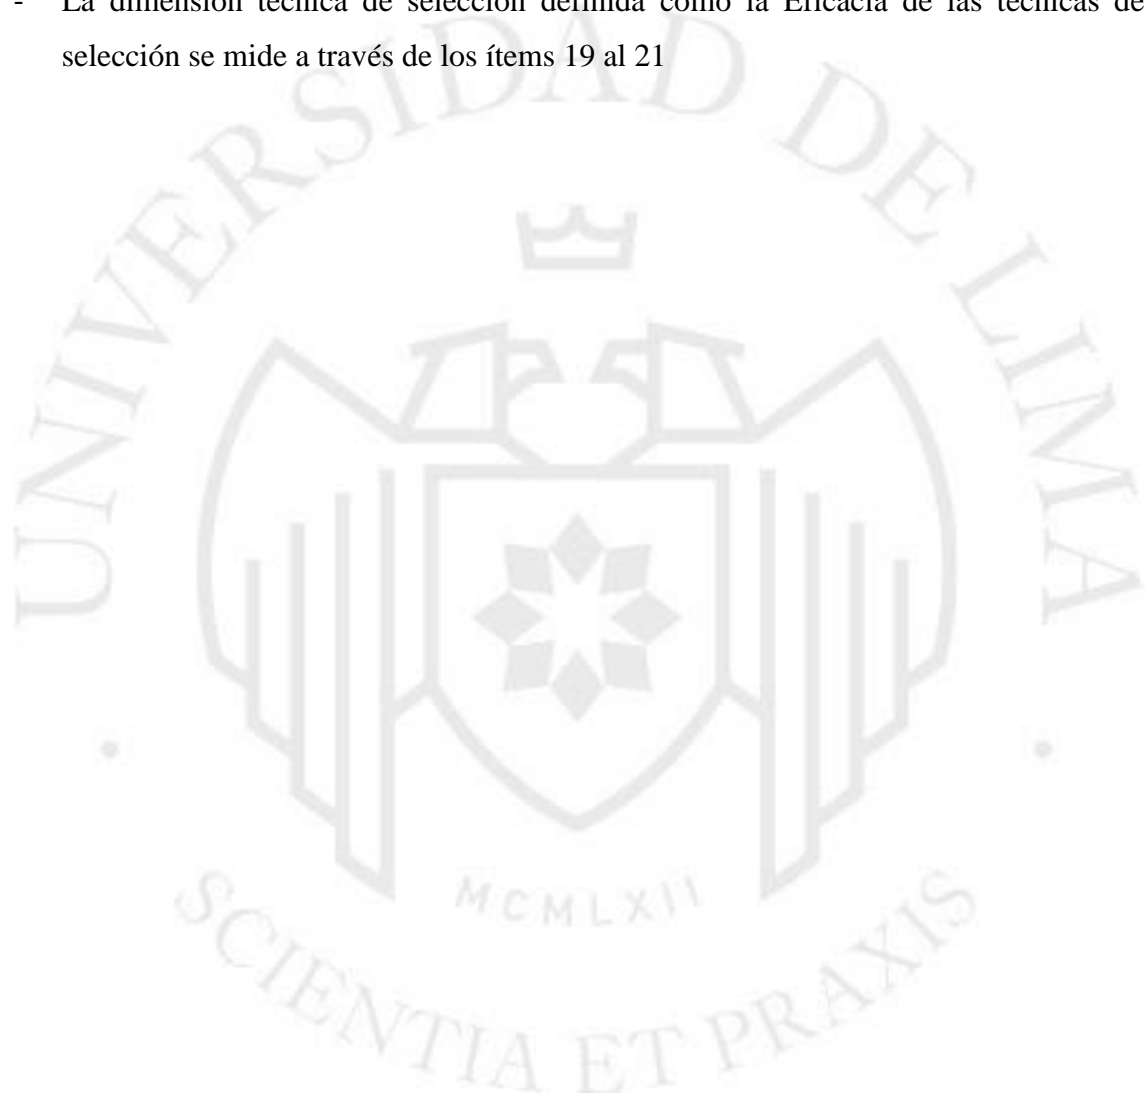 - La dimensión técnica de selección definida como la Eficacia de las técnicas de
selección se mide a través de los ítems 19 al 21
UNIVERSIDAD DE LIMA
MCMLXII
SCIENTIA ET PRAXIS